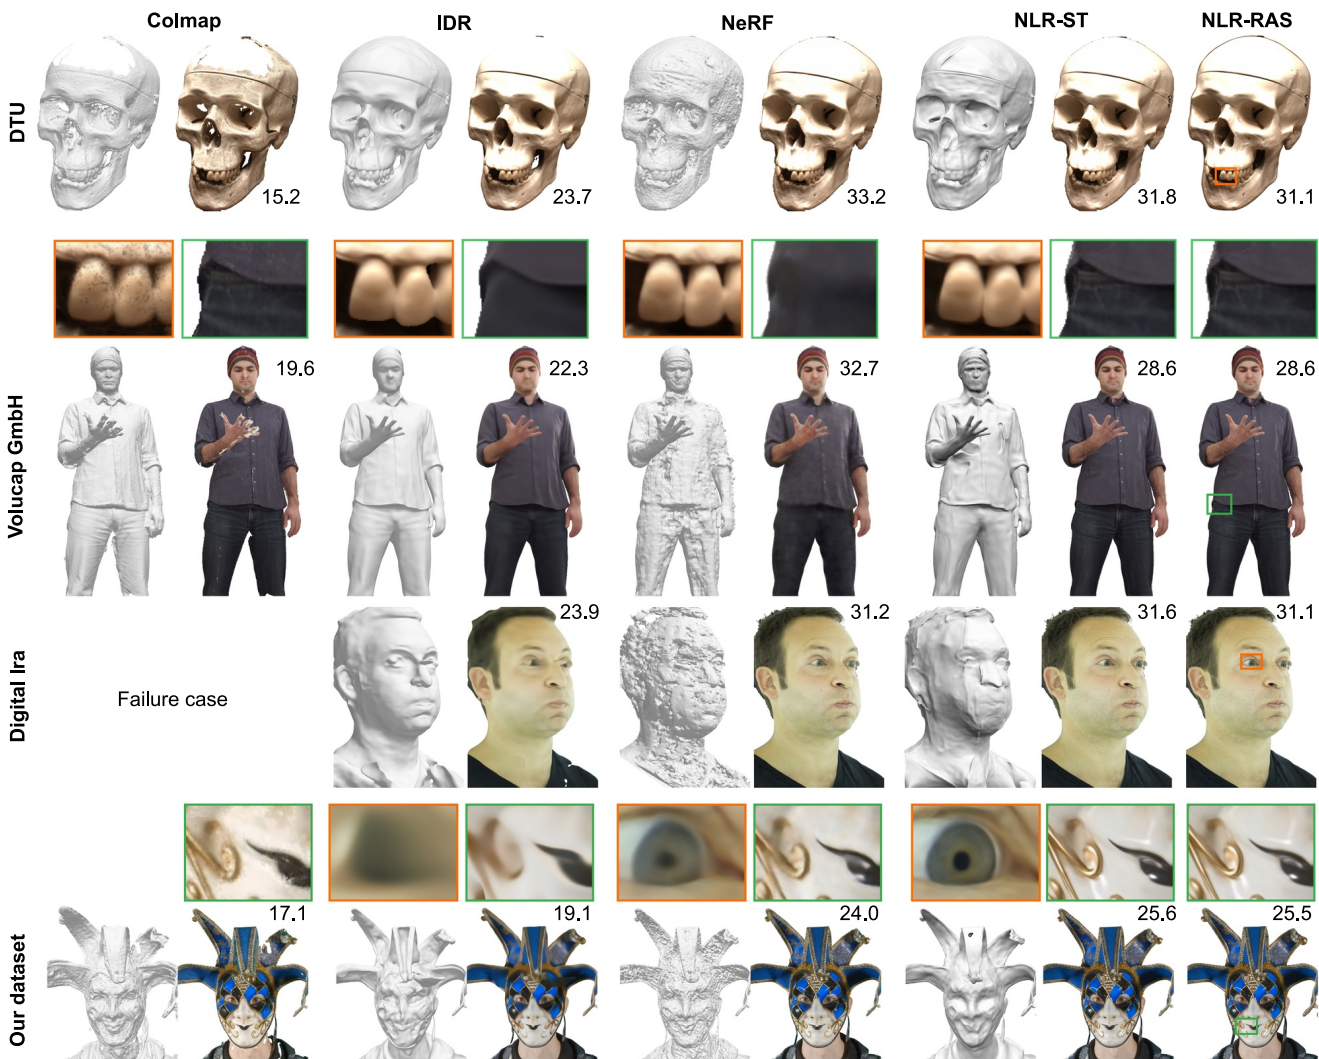 Colmap IDR NeRF NLR-ST NLR-RAS
DTU
15.2 23.7 33.2 31.8 31.1
Volucap GmbH
19.6 22.3 32.7 28.6 28.6
Digital Ira
Failure case
23.9 31.2 31.6 31.1
Our dataset
17.1 19.1 24.0 25.6 25.5